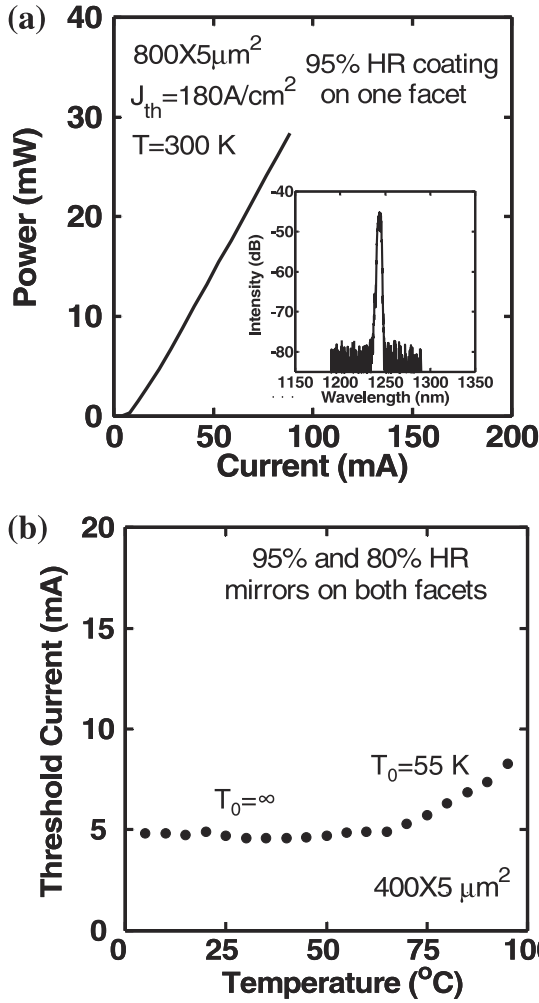 (a)
40
30
20
10
0
Power (mW)
800X5μm²
J_th=180A/cm²
T=300 K
95% HR coating
on one facet
-40
-50
-60
-70
-80
Intensity (dB)
1150 1200 1250 1300 1350
Wavelength (nm)
0 50 100 150 200
Current (mA)
(b)
20
15
10
5
0
Threshold Current (mA)
95% and 80% HR
mirrors on both facets
T₀=55 K
T₀=∞
400X5 μm²
0 25 50 75 100
Temperature (°C)